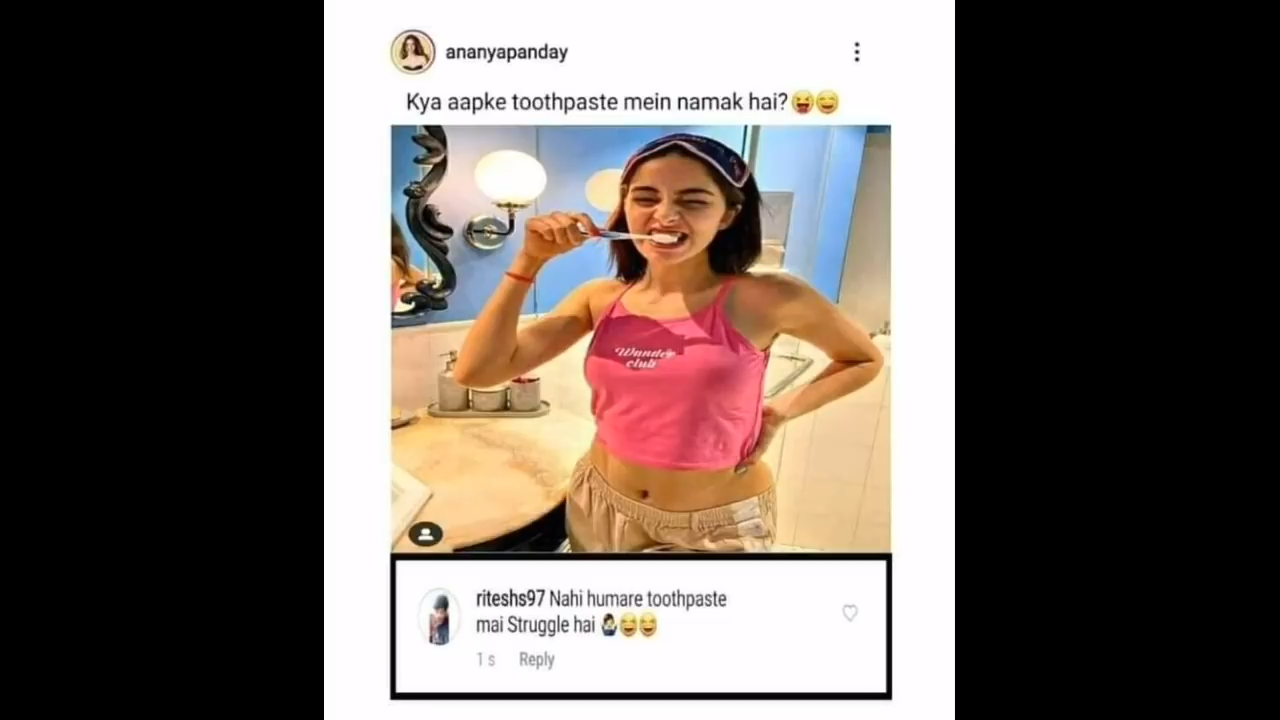 ananyapanday
Kya aapke toothpaste mein namak hai?😝😄
Wander
club
riteshs97 Nahi humare toothpaste
mai Struggle hai 🤷‍♂️😂😂
1 s Reply